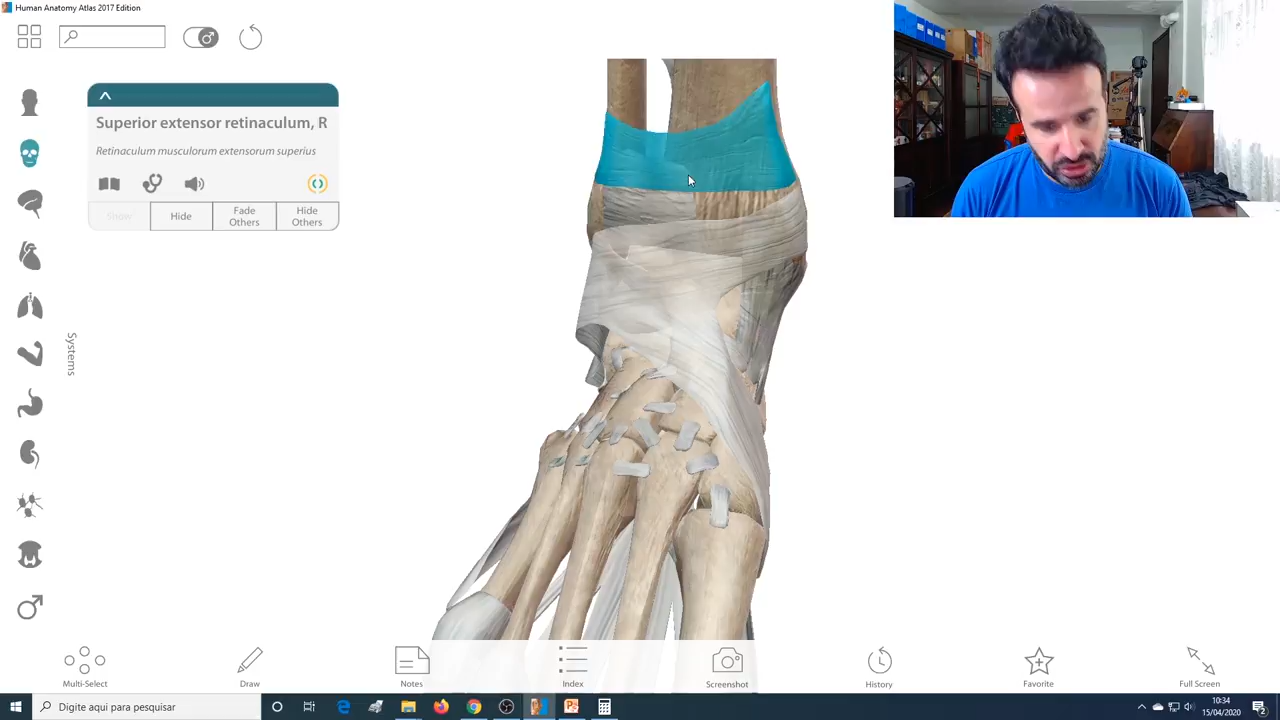 Human Anatomy Atlas 2017 Edition
Superior extensor retinaculum, R
Retinaculum musculorum extensorum superius
Show
Hide
Fade
Others
Hide
Others
Systems
Multi-Select
Draw
Notes
Index
Screenshot
History
Favorite
Full Screen
Digite aqui para pesquisar
10:34
15/04/2020
2